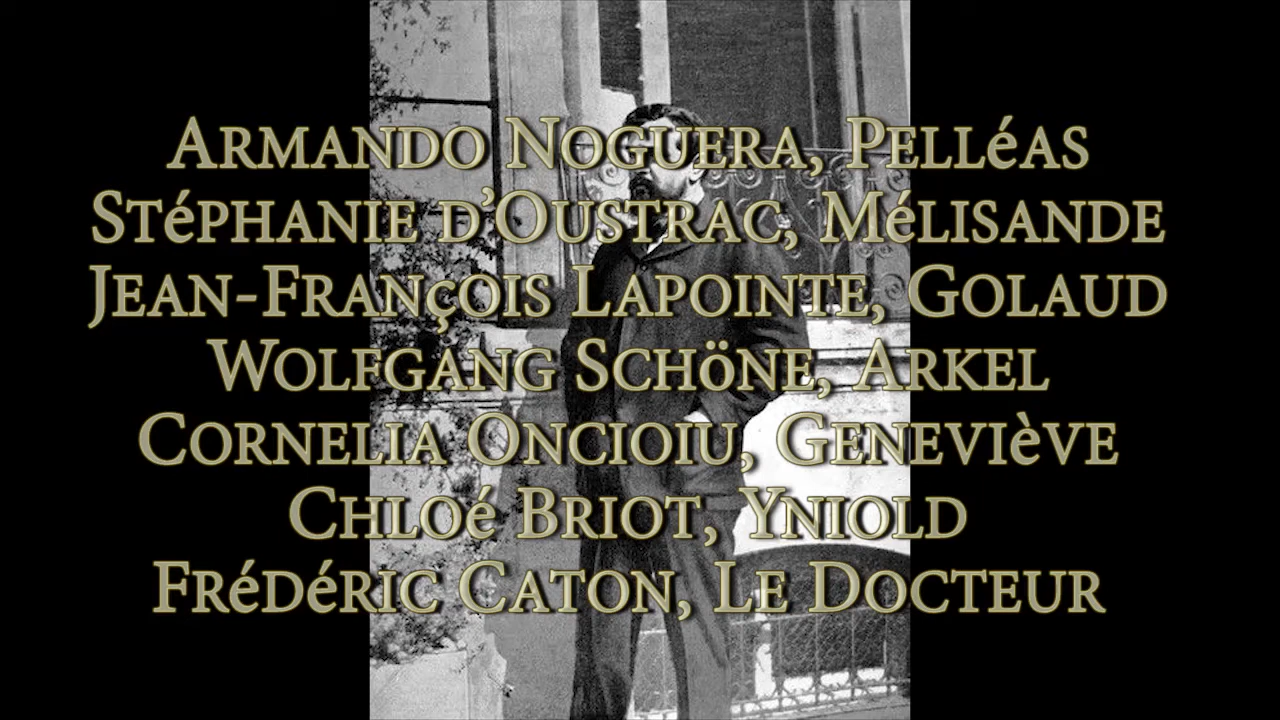 Armando Noguera, Pelléas
Stéphanie d'Oustrac, Mélisande
Jean-François Lapointe, Golaud
Wolfgang Schöne, Arkel
Cornelia Oncioiu, Geneviève
Chloé Briot, Yniold
Frédéric Caton, Le Docteur